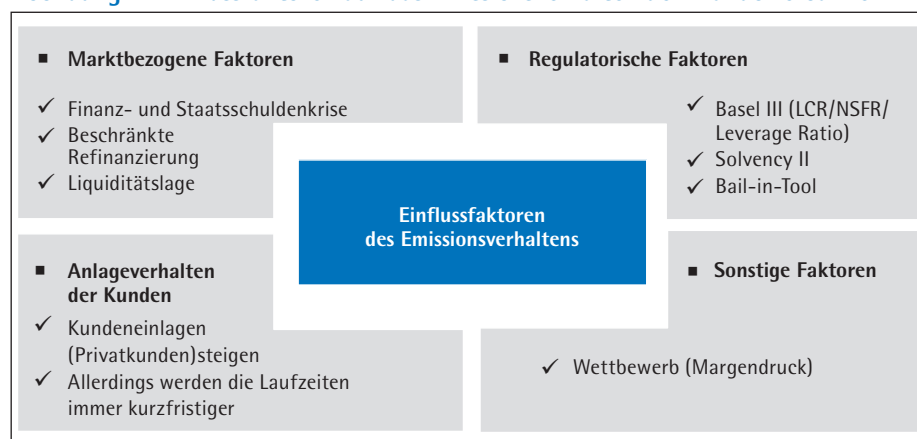 ■ Marktbezogene Faktoren
✓ Finanz- und Staatsschuldenkrise
✓ Beschränkte
Refinanzierung
✓ Liquiditätslage
■ Regulatorische Faktoren
✓ Basel III (LCR/NSFR/
Leverage Ratio)
✓ Solvency II
✓ Bail-in-Tool
Einflussfaktoren
des Emissionsverhaltens
■ Anlageverhalten
der Kunden
✓ Kundeneinlagen
(Privatkunden)steigen
✓ Allerdings werden die Laufzeiten
immer kurzfristiger
■ Sonstige Faktoren
✓ Wettbewerb (Margendruck)